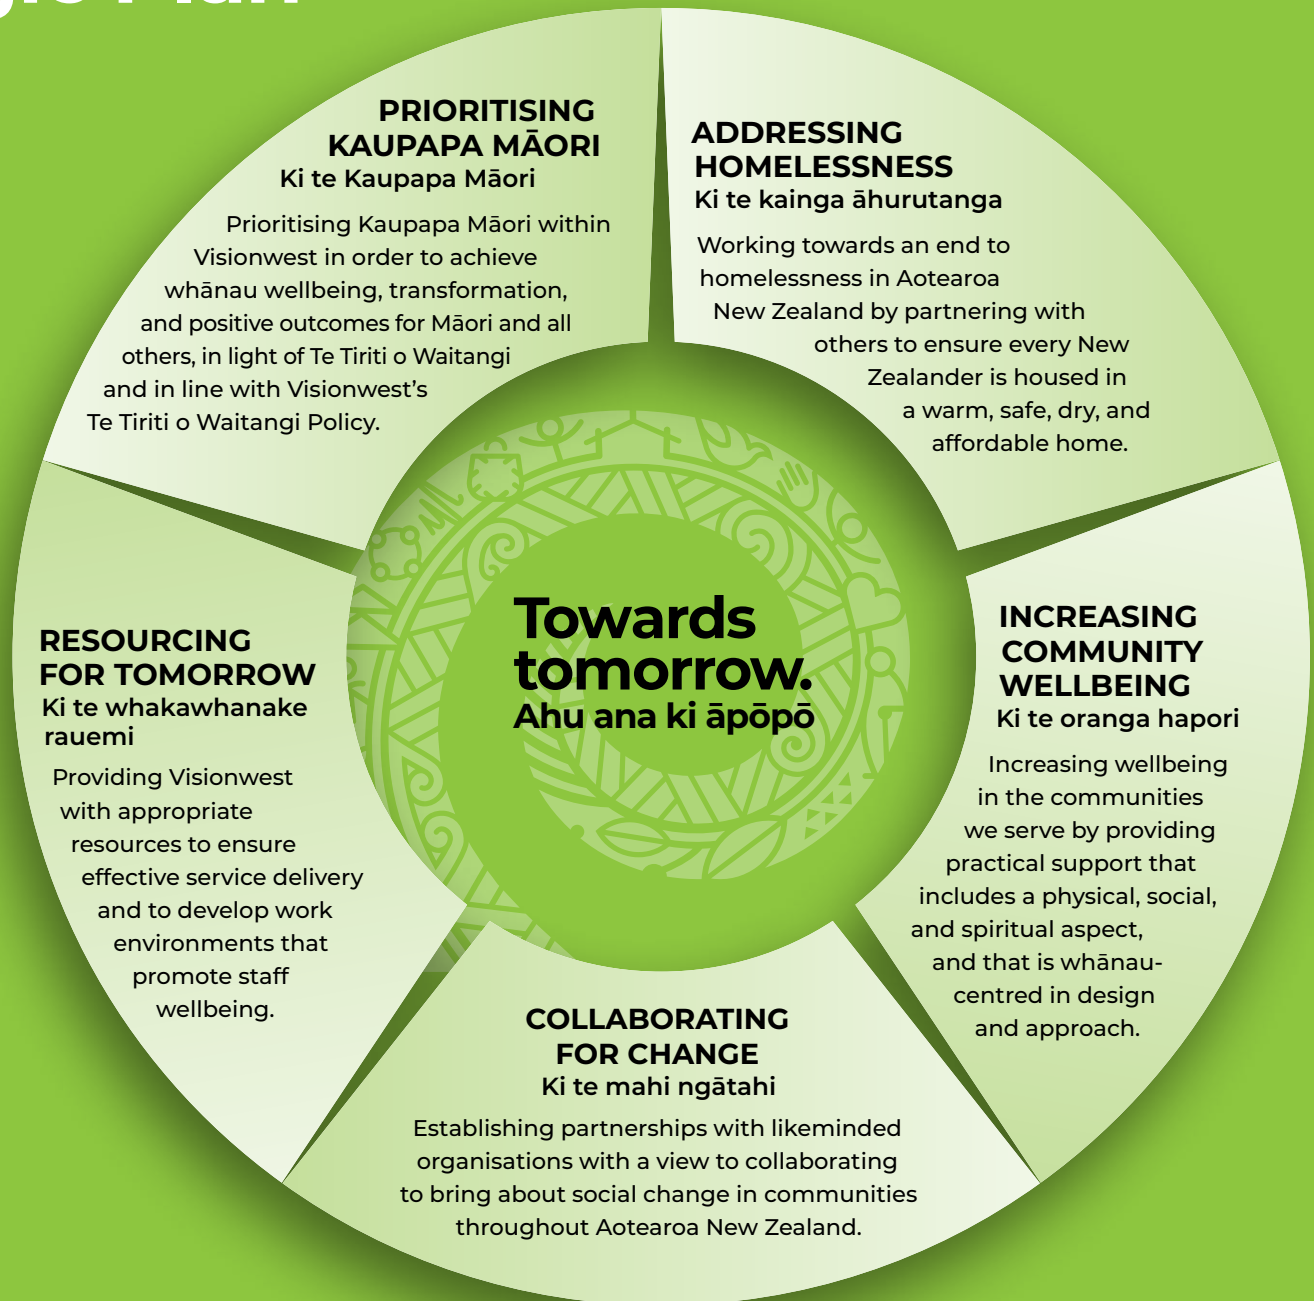 PRIORITISING
KAUPAPA MĀORI
Ki te Kaupapa Māori
Prioritising Kaupapa Māori within
Visionwest in order to achieve
whānau wellbeing, transformation,
and positive outcomes for Māori and all
others, in light of Te Tiriti o Waitangi
and in line with Visionwest’s
Te Tiriti o Waitangi Policy.
ADDRESSING
HOMELESSNESS
Ki te kainga āhurutanga
Working towards an end to
homelessness in Aotearoa
New Zealand by partnering with
others to ensure every New
Zealander is housed in
a warm, safe, dry, and
affordable home.
INCREASING
COMMUNITY
WELLBEING
Ki te oranga hapori
Increasing wellbeing
in the communities
we serve by providing
practical support that
includes a physical, social,
and spiritual aspect,
and that is whānau-
centred in design
and approach.
COLLABORATING
FOR CHANGE
Ki te mahi ngātahi
Establishing partnerships with likeminded
organisations with a view to collaborating
to bring about social change in communities
throughout Aotearoa New Zealand.
RESOURCING
FOR TOMORROW
Ki te whakawhanake
rauemi
Providing Visionwest
with appropriate
resources to ensure
effective service delivery
and to develop work
environments that
promote staff
wellbeing.
Towards
tomorrow.
Ahu ana ki āpōpō